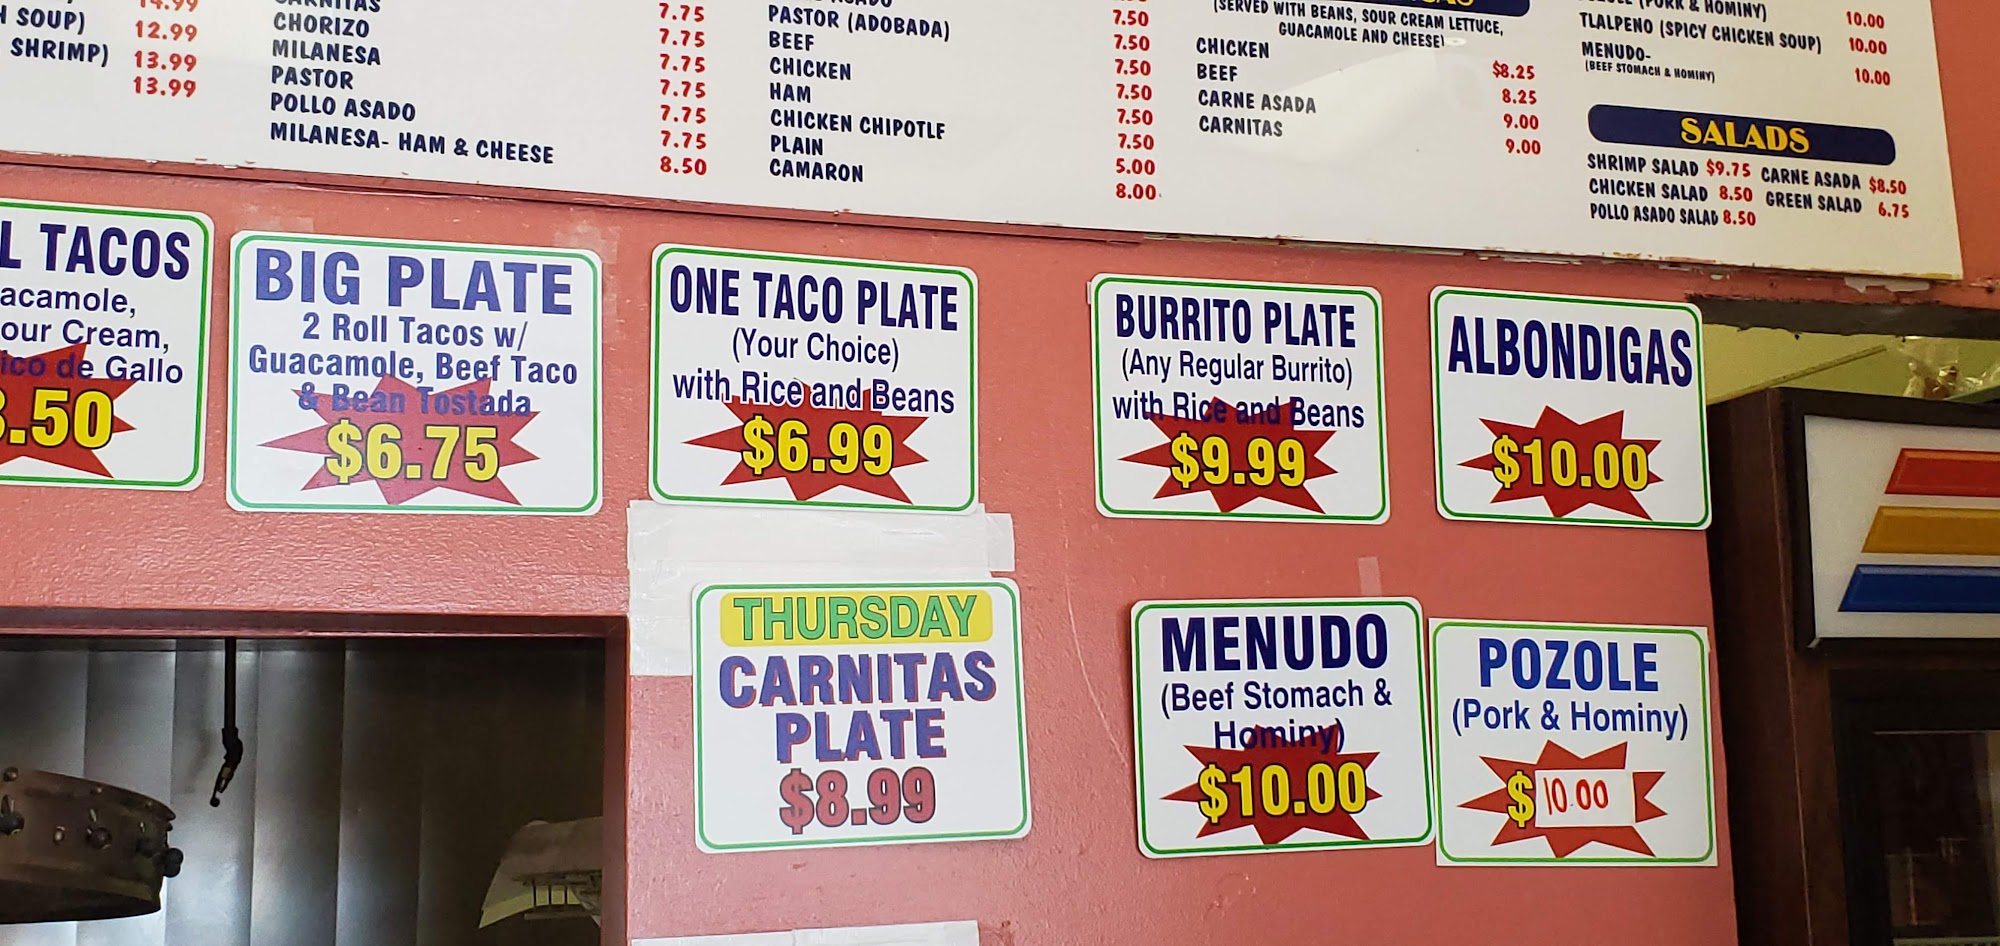 14.99
SOUP) 12.99
SHRIMP) 13.99
13.99
CARNITAS
CHORIZO 7.75
MILANESA 7.75
PASTOR 7.75
POLLO ASADO 7.75
MILANESA- HAM & CHEESE 7.75
7.75
8.50
PASTOR (ADOBADA) 7.50
BEEF 7.50
CHICKEN 7.50
HAM 7.50
CHICKEN CHIPOTLE 7.50
PLAIN 7.50
CAMARON 5.00
8.00
(SERVED WITH BEANS, SOUR CREAM LETTUCE,
GUACAMOLE AND CHEESE)
CHICKEN $8.25
BEEF 8.25
CARNE ASADA 9.00
CARNITAS 9.00
(PORK & HOMINY) 10.00
TLALPENO (SPICY CHICKEN SOUP) 10.00
MENUDO-
(BEEF STOMACH & HOMINY) 10.00
SALADS
SHRIMP SALAD $9.75 CARNE ASADA $8.50
CHICKEN SALAD 8.50 GREEN SALAD 6.75
POLLO ASADO SALAD 8.50
TACOS
acamole,
our Cream,
ico de Gallo
.50
BIG PLATE
2 Roll Tacos w/
Guacamole, Beef Taco
& Bean Tostada
$6.75
ONE TACO PLATE
(Your Choice)
with Rice and Beans
$6.99
BURRITO PLATE
(Any Regular Burrito)
with Rice and Beans
$9.99
ALBONDIGAS
$10.00
THURSDAY
CARNITAS
PLATE
$8.99
MENUDO
(Beef Stomach &
Hominy)
$10.00
POZOLE
(Pork & Hominy)
$10.00